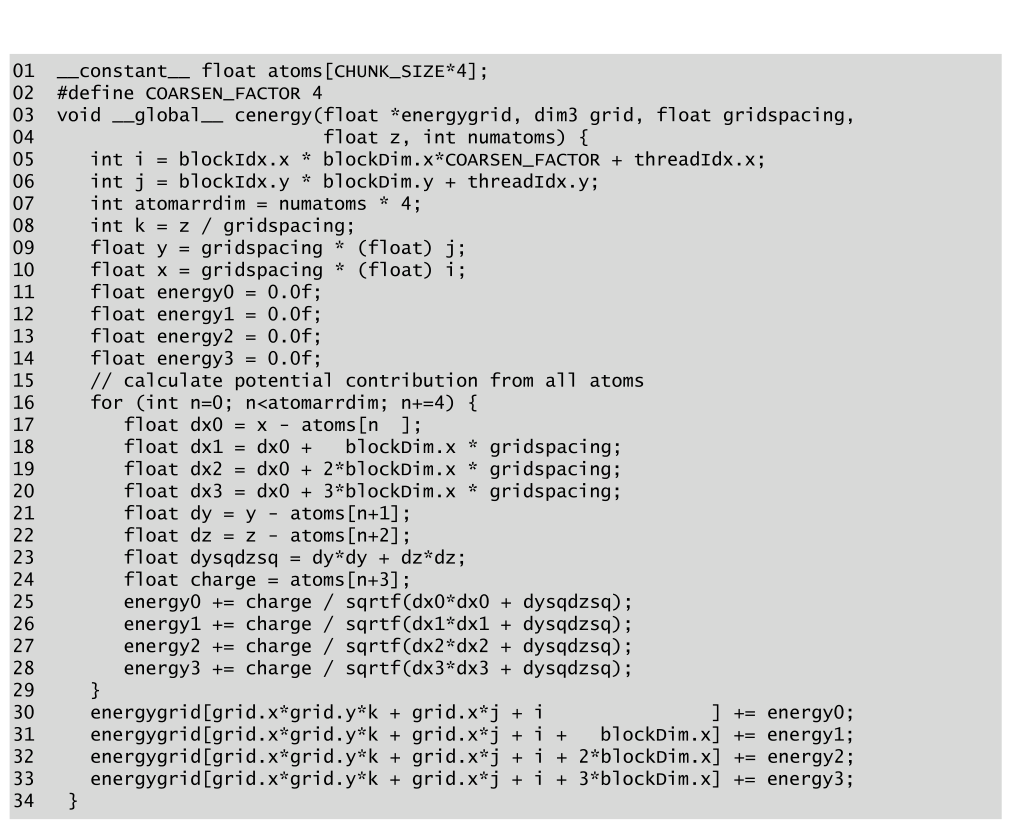 01  __constant__ float atoms[CHUNK_SIZE*4];
02  #define COARSEN_FACTOR 4
03  void __global__ cenergy(float *energygrid, dim3 grid, float gridspacing,
04                          float z, int numatoms) {
05     int i = blockIdx.x * blockDim.x*COARSEN_FACTOR + threadIdx.x;
06     int j = blockIdx.y * blockDim.y + threadIdx.y;
07     int atomarrdim = numatoms * 4;
08     int k = z / gridspacing;
09     float y = gridspacing * (float) j;
10     float x = gridspacing * (float) i;
11     float energy0 = 0.0f;
12     float energy1 = 0.0f;
13     float energy2 = 0.0f;
14     float energy3 = 0.0f;
15     // calculate potential contribution from all atoms
16     for (int n=0; n<atomarrdim; n+=4) {
17        float dx0 = x - atoms[n  ];
18        float dx1 = dx0 +   blockDim.x * gridspacing;
19        float dx2 = dx0 + 2*blockDim.x * gridspacing;
20        float dx3 = dx0 + 3*blockDim.x * gridspacing;
21        float dy = y - atoms[n+1];
22        float dz = z - atoms[n+2];
23        float dysqdzsq = dy*dy + dz*dz;
24        float charge = atoms[n+3];
25        energy0 += charge / sqrtf(dx0*dx0 + dysqdzsq);
26        energy1 += charge / sqrtf(dx1*dx1 + dysqdzsq);
27        energy2 += charge / sqrtf(dx2*dx2 + dysqdzsq);
28        energy3 += charge / sqrtf(dx3*dx3 + dysqdzsq);
29     }
30     energygrid[grid.x*grid.y*k + grid.x*j + i               ] += energy0;
31     energygrid[grid.x*grid.y*k + grid.x*j + i +   blockDim.x] += energy1;
32     energygrid[grid.x*grid.y*k + grid.x*j + i + 2*blockDim.x] += energy2;
33     energygrid[grid.x*grid.y*k + grid.x*j + i + 3*blockDim.x] += energy3;
34   }